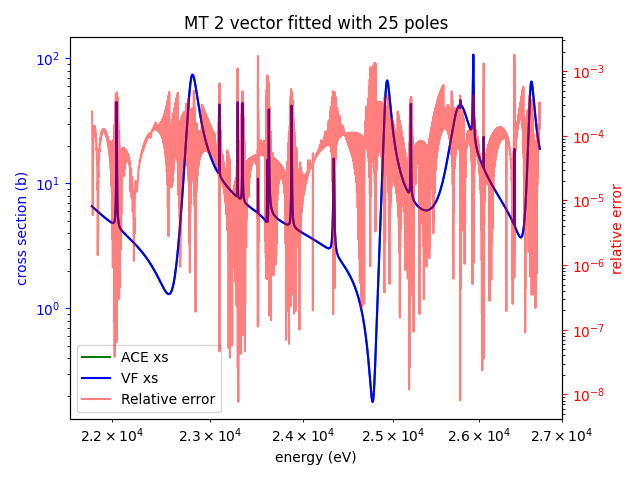 MT 2 vector fitted with 25 poles
10²
10¹
10⁰
cross section (b)
10⁻³
10⁻⁴
10⁻⁵
10⁻⁶
10⁻⁷
10⁻⁸
relative error
ACE xs
VF xs
Relative error
2.2 × 10⁴ 2.3 × 10⁴ 2.4 × 10⁴ 2.5 × 10⁴ 2.6 × 10⁴ 2.7 × 10⁴
energy (eV)